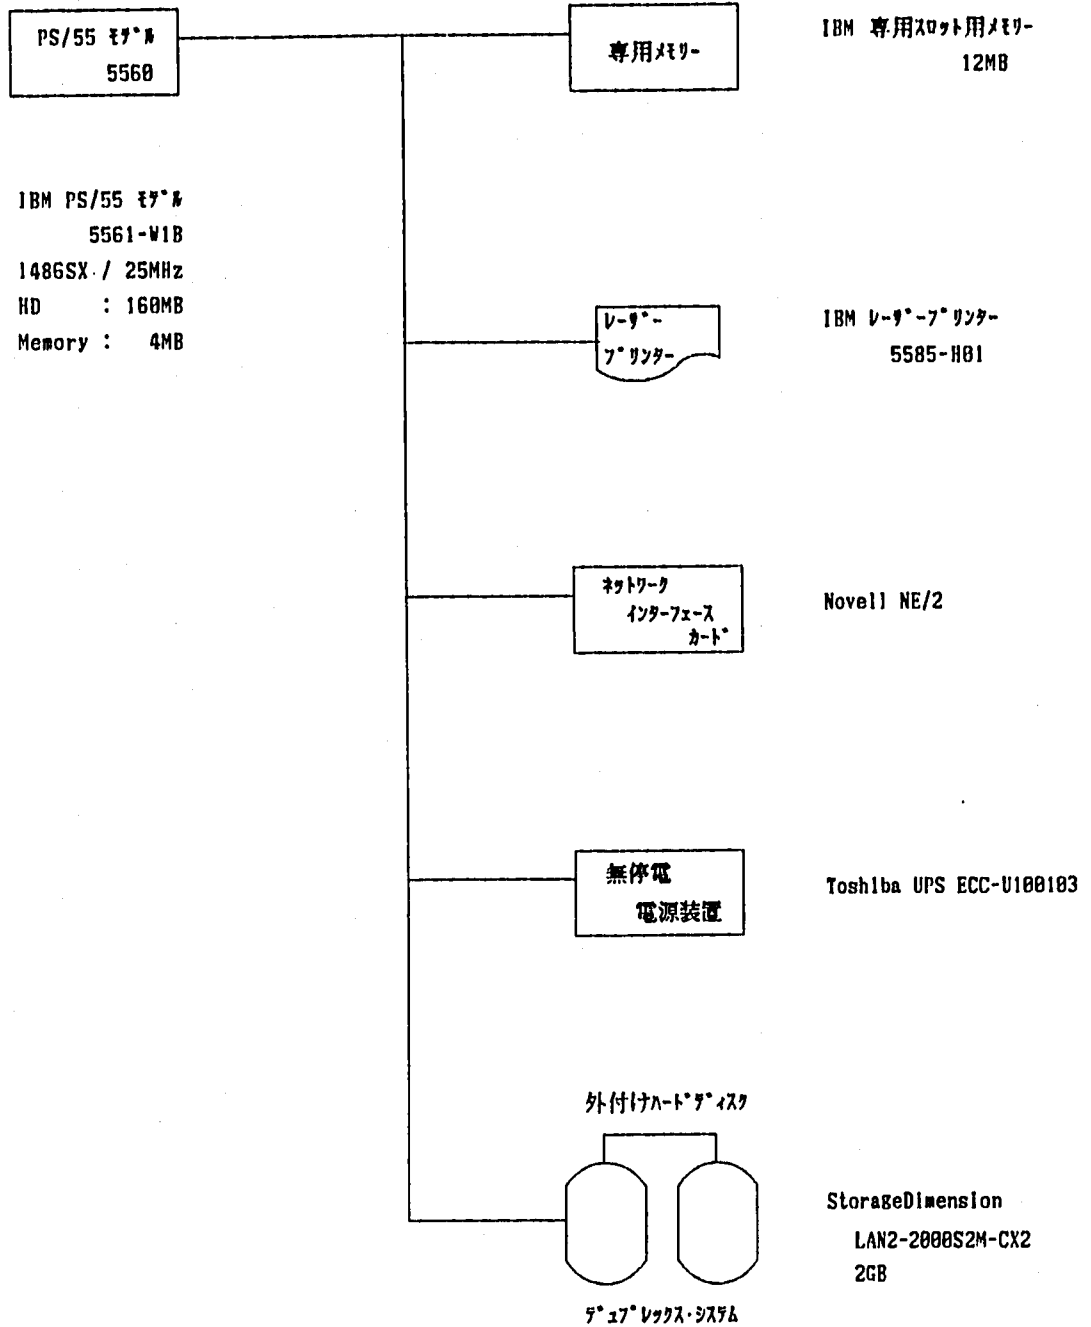 PS/55 ﾓﾃﾞﾙ
5560
専用ﾒﾓﾘｰ
IBM 専用ｽﾛｯﾄ用ﾒﾓﾘｰ
12MB
IBM PS/55 ﾓﾃﾞﾙ
5561-W1B
i486SX / 25MHz
HD : 160MB
Memory : 4MB
ﾚｰｻﾞｰ
ﾌﾟﾘﾝﾀｰ
IBM ﾚｰｻﾞｰﾌﾟﾘﾝﾀｰ
5585-H01
ﾈｯﾄﾜｰｸ
ｲﾝﾀｰﾌｪｰｽ
ｶｰﾄﾞ
Novell NE/2
無停電
電源装置
Toshiba UPS ECC-U100103
外付けﾊｰﾄﾞﾃﾞｨｽｸ
StorageDimension
LAN2-2000S2M-CX2
2GB
ﾃﾞｭﾌﾟﾚｯｸｽ･ｼｽﾃﾑ